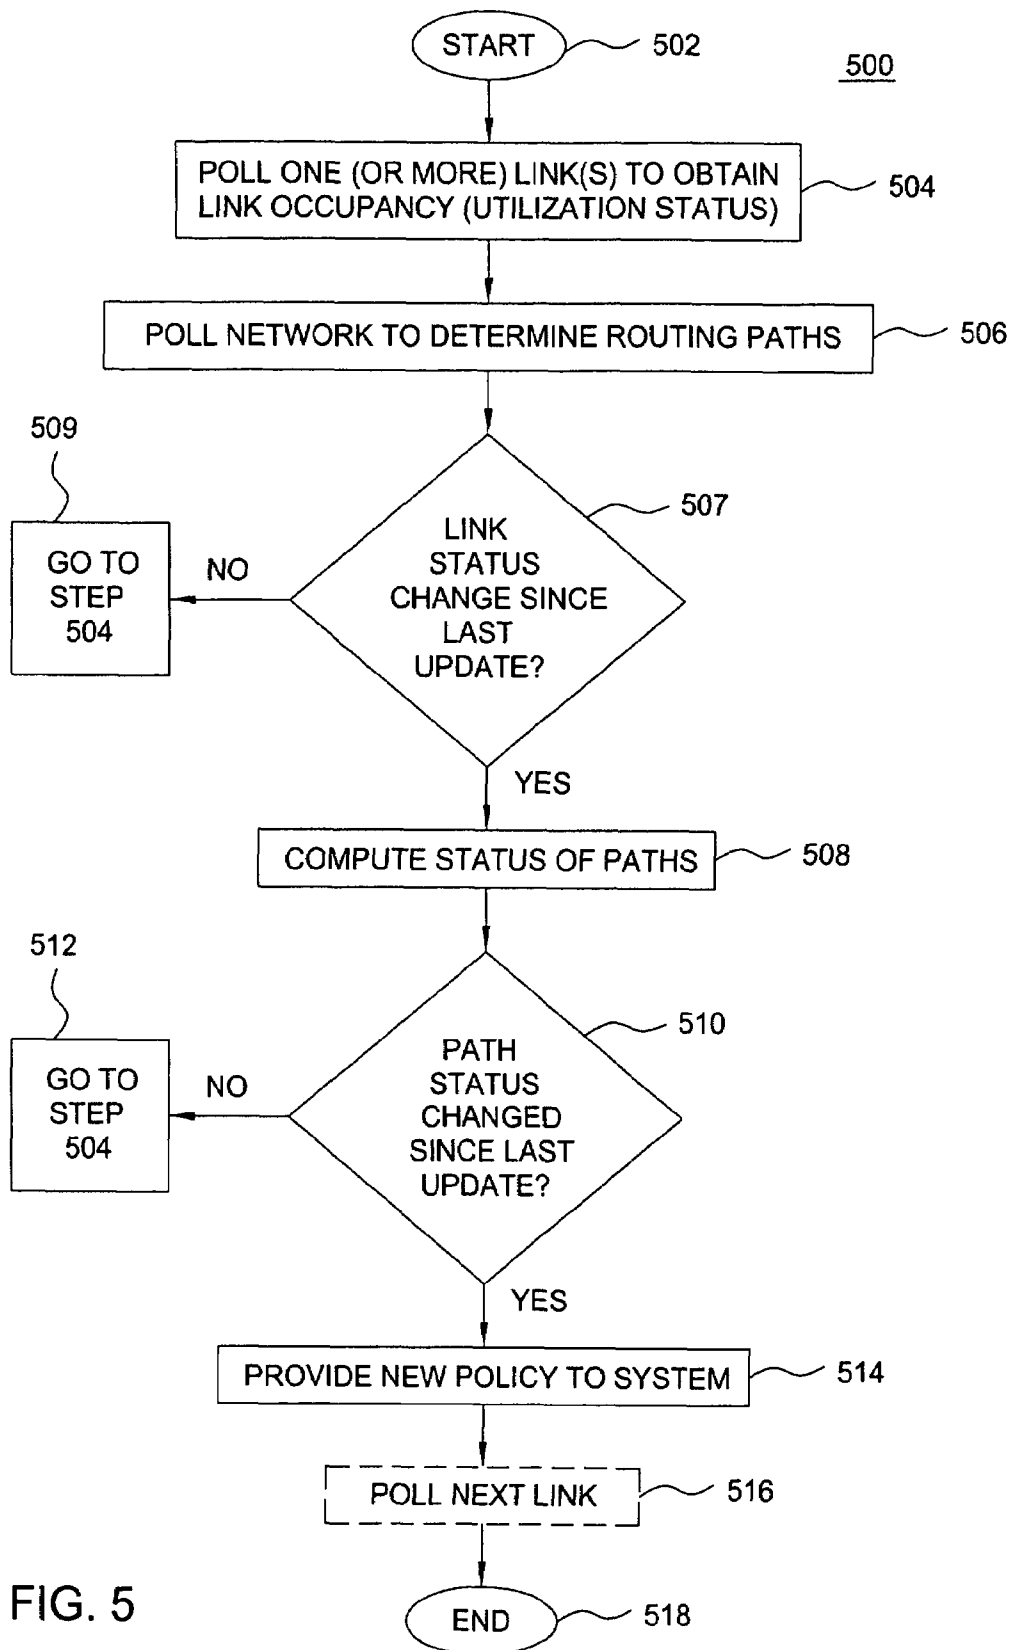 START
502
500
POLL ONE (OR MORE) LINK(S) TO OBTAIN
LINK OCCUPANCY (UTILIZATION STATUS)
504
POLL NETWORK TO DETERMINE ROUTING PATHS
506
509
507
LINK
STATUS
CHANGE SINCE
LAST
UPDATE?
GO TO
STEP
504
NO
YES
COMPUTE STATUS OF PATHS
508
512
510
PATH
STATUS
CHANGED
SINCE LAST
UPDATE?
GO TO
STEP
504
NO
YES
PROVIDE NEW POLICY TO SYSTEM
514
POLL NEXT LINK
516
END
518
FIG. 5